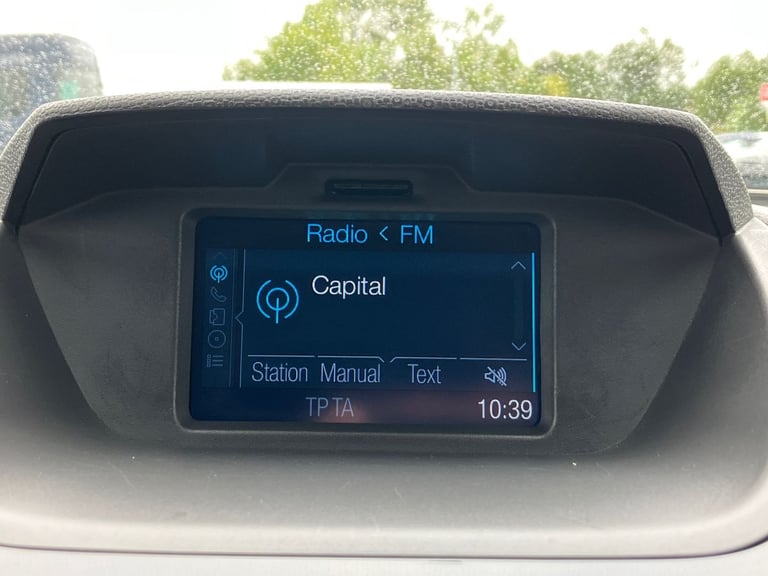 Radio < FM
Capital
Station Manual Text
TP TA 10:39